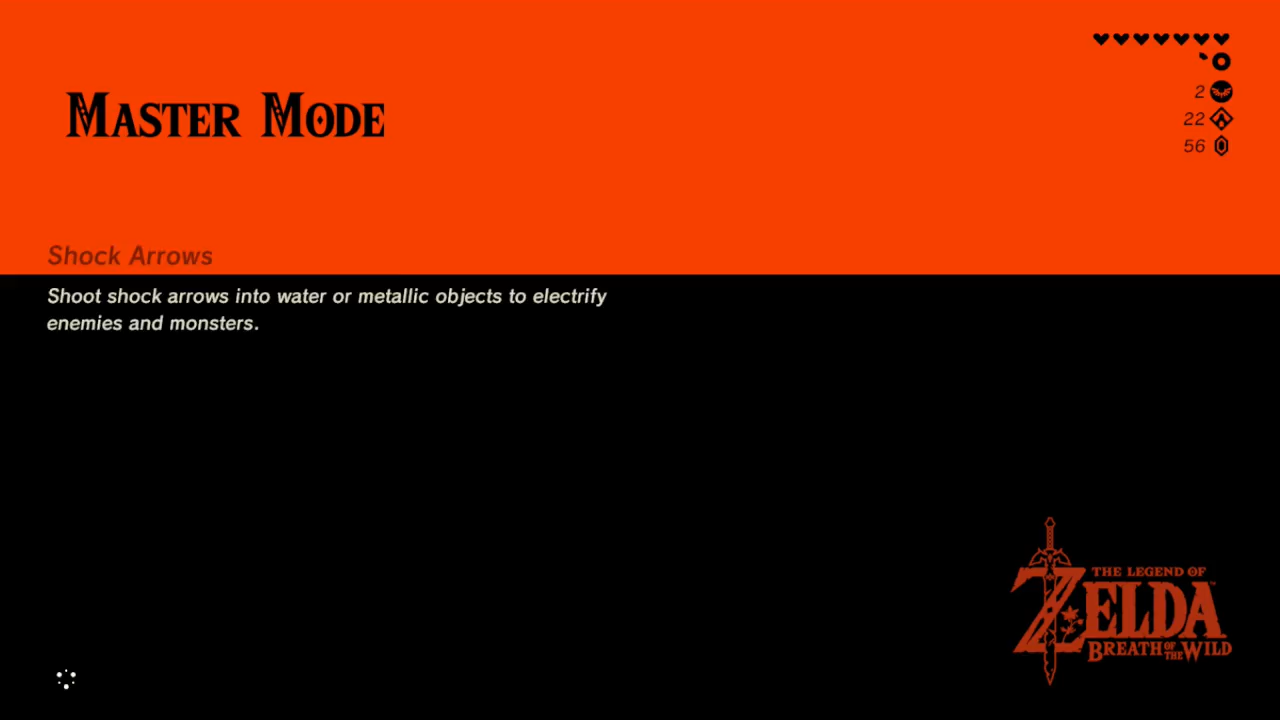 Master Mode
2
22
56
Shock Arrows
Shoot shock arrows into water or metallic objects to electrify
enemies and monsters.
THE LEGEND OF
ZELDA
BREATH OF THE WILD